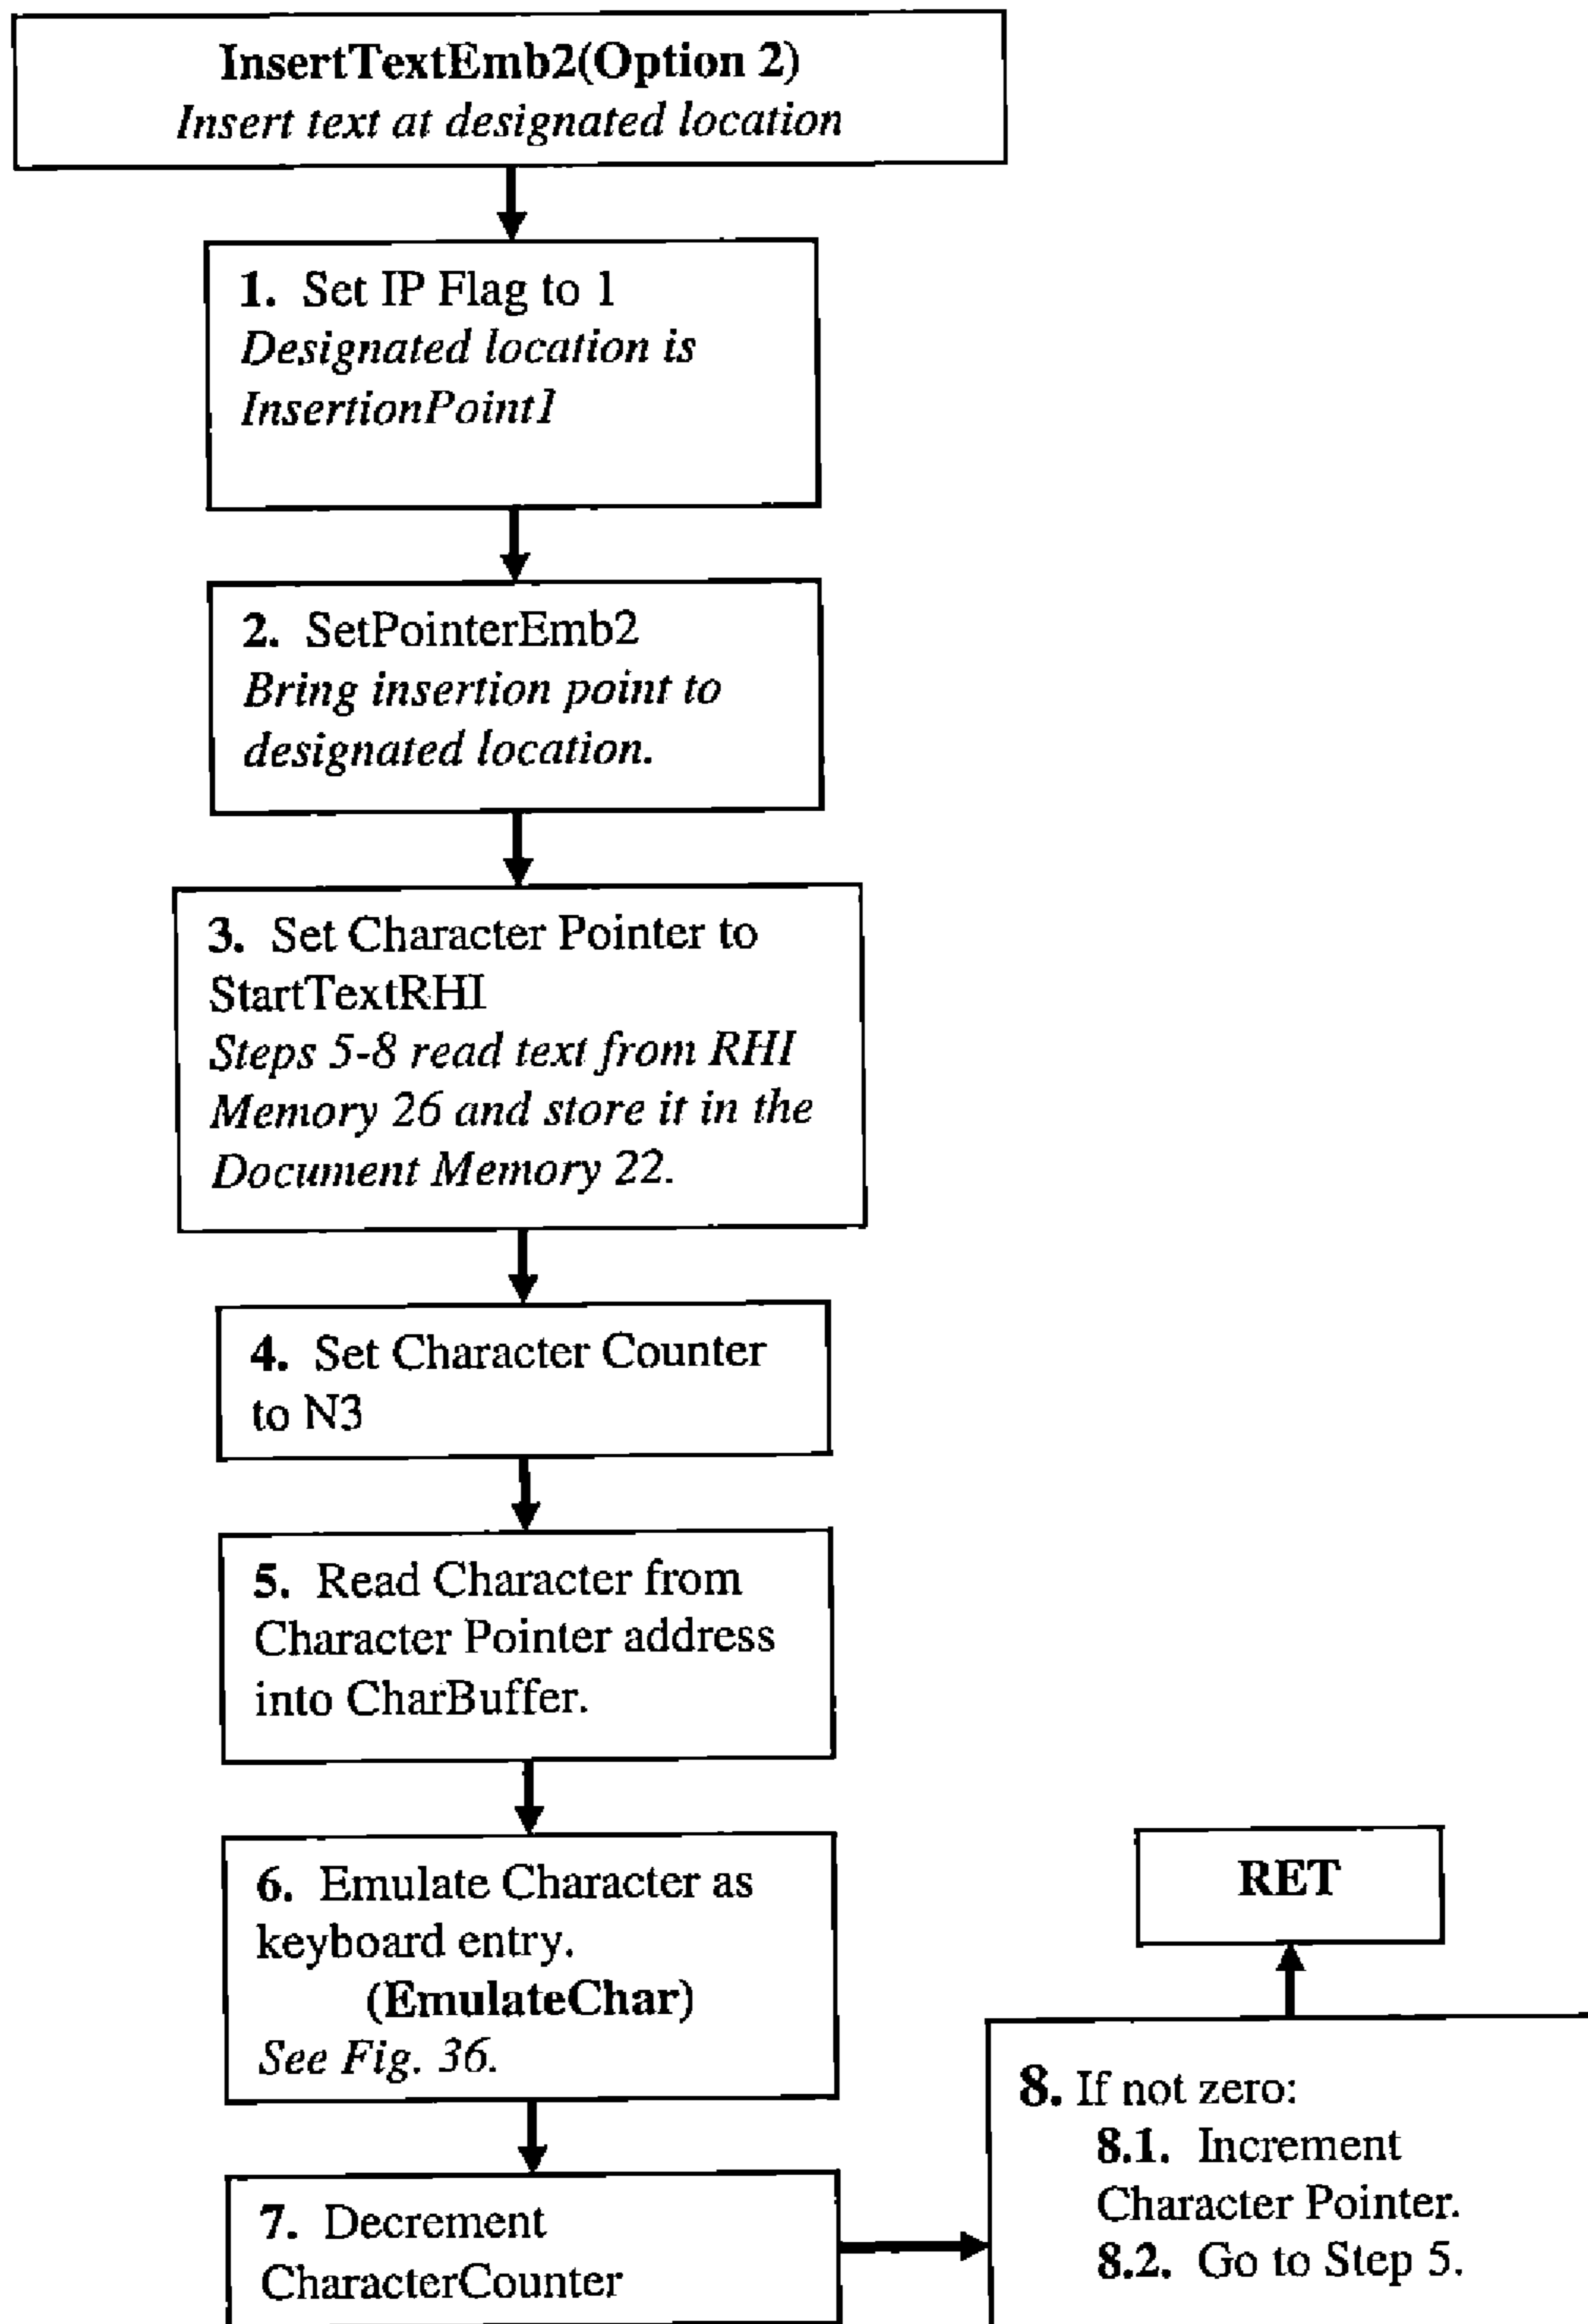 InsertTextEmb2(Option 2)
Insert text at designated location
1. Set IP Flag to 1
Designated location is
InsertionPoint1
2. SetPointerEmb2
Bring insertion point to
designated location.
3. Set Character Pointer to
StartTextRHI
Steps 5-8 read text from RHI
Memory 26 and store it in the
Document Memory 22.
4. Set Character Counter
to N3
5. Read Character from
Character Pointer address
into CharBuffer.
6. Emulate Character as
keyboard entry.
(EmulateChar)
See Fig. 36.
7. Decrement
CharacterCounter
8. If not zero:
8.1. Increment
Character Pointer.
8.2. Go to Step 5.
RET